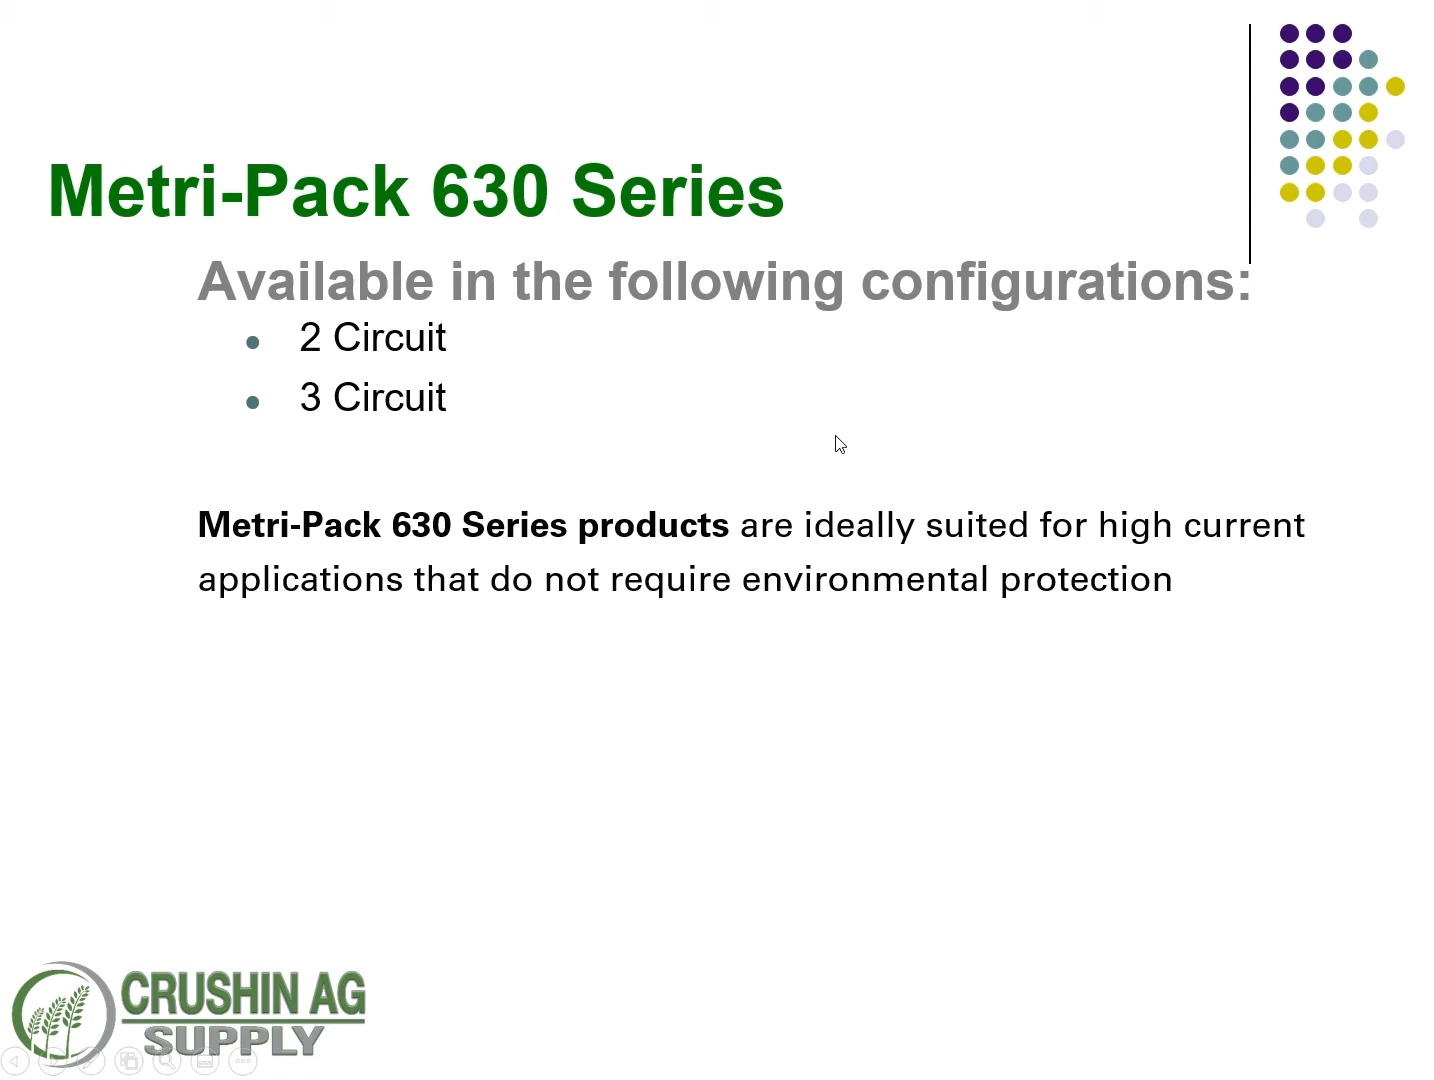 Metri-Pack 630 Series
Available in the following configurations:
2 Circuit
3 Circuit
Metri-Pack 630 Series products are ideally suited for high current
applications that do not require environmental protection
CRUSHIN AG
SUPPLY